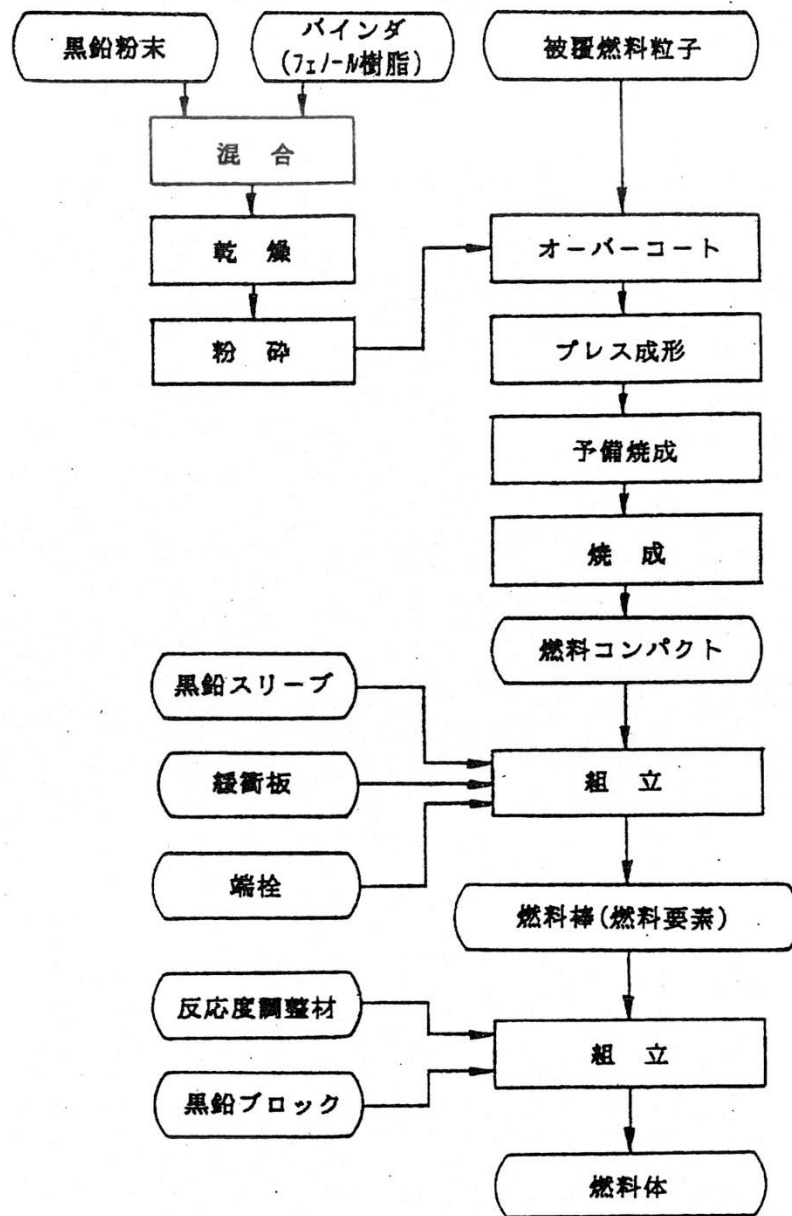 黒鉛粉末
バインダ
(フェノール樹脂)
被覆燃料粒子
混 合
乾 燥
オーバーコート
粉 砕
プレス成形
予備焼成
焼 成
燃料コンパクト
黒鉛スリーブ
緩衝板
組 立
端栓
燃料棒(燃料要素)
反応度調整材
組 立
黒鉛ブロック
燃料体